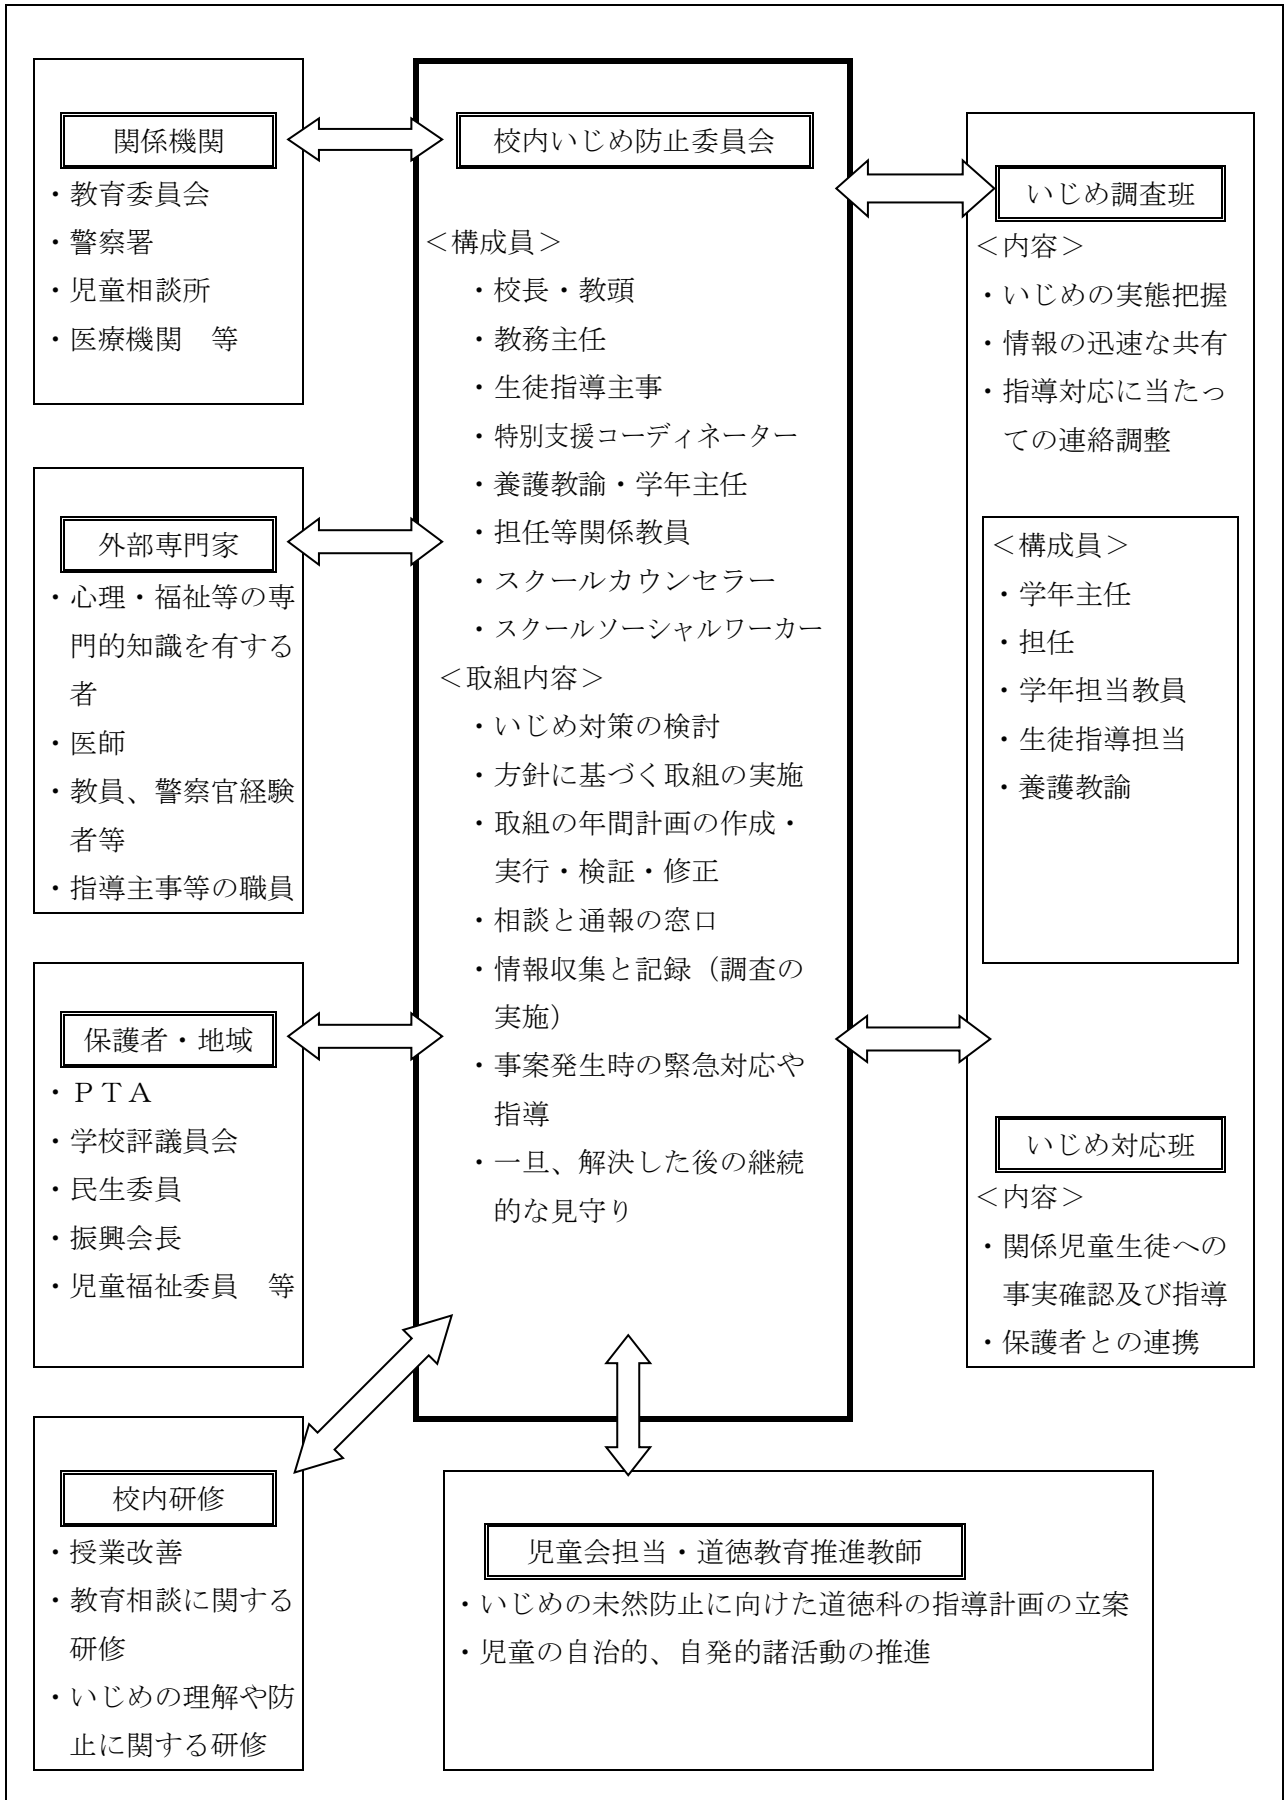 関係機関
・教育委員会
・警察署
・児童相談所
・医療機関　等
外部専門家
・心理・福祉等の専
門的知識を有する
者
・医師
・教員、警察官経験
者等
・指導主事等の職員
保護者・地域
・ＰＴＡ
・学校評議員会
・民生委員
・振興会長
・児童福祉委員　等
校内研修
・授業改善
・教育相談に関する
研修
・いじめの理解や防
止に関する研修
校内いじめ防止委員会
＜構成員＞
・校長・教頭
・教務主任
・生徒指導主事
・特別支援コーディネーター
・養護教諭・学年主任
・担任等関係教員
・スクールカウンセラー
・スクールソーシャルワーカー
＜取組内容＞
・いじめ対策の検討
・方針に基づく取組の実施
・取組の年間計画の作成・
実行・検証・修正
・相談と通報の窓口
・情報収集と記録（調査の
実施）
・事案発生時の緊急対応や
指導
・一旦、解決した後の継続
的な見守り
児童会担当・道徳教育推進教師
・いじめの未然防止に向けた道徳科の指導計画の立案
・児童の自治的、自発的諸活動の推進
いじめ調査班
＜内容＞
・いじめの実態把握
・情報の迅速な共有
・指導対応に当たっ
ての連絡調整
＜構成員＞
・学年主任
・担任
・学年担当教員
・生徒指導担当
・養護教諭
いじめ対応班
＜内容＞
・関係児童生徒への
事実確認及び指導
・保護者との連携